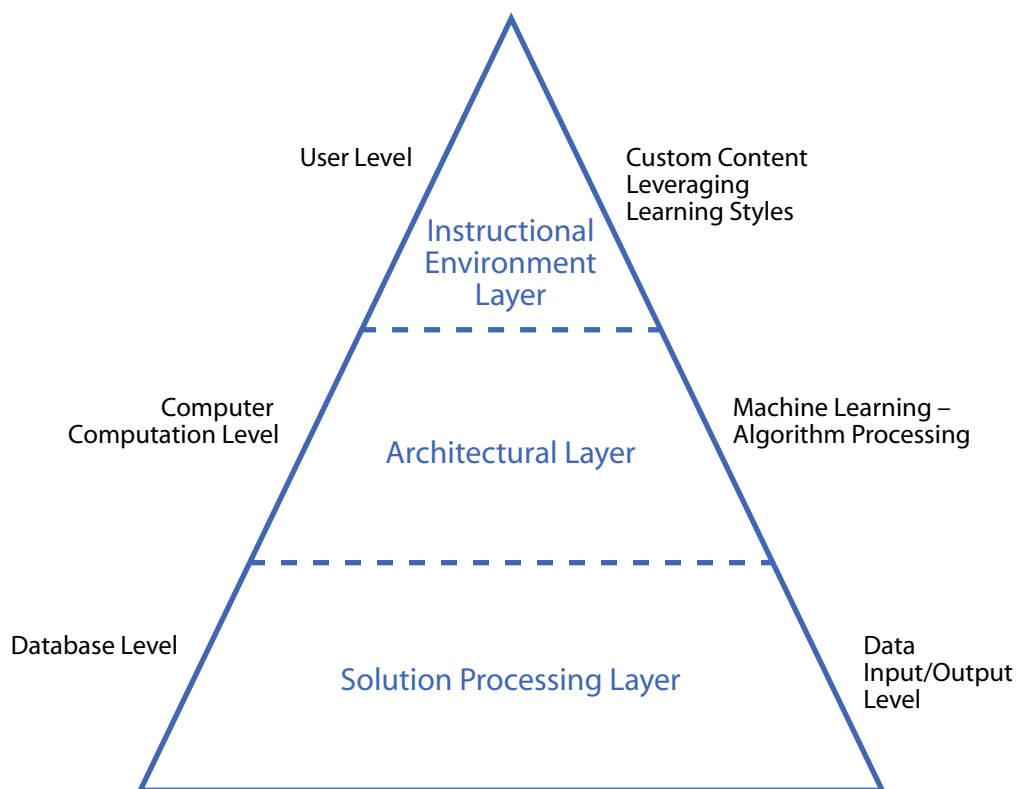 User Level
Custom Content
Leveraging
Learning Styles
Instructional
Environment
Layer
Computer
Computation Level
Machine Learning –
Algorithm Processing
Architectural Layer
Database Level
Data
Input/Output
Level
Solution Processing Layer